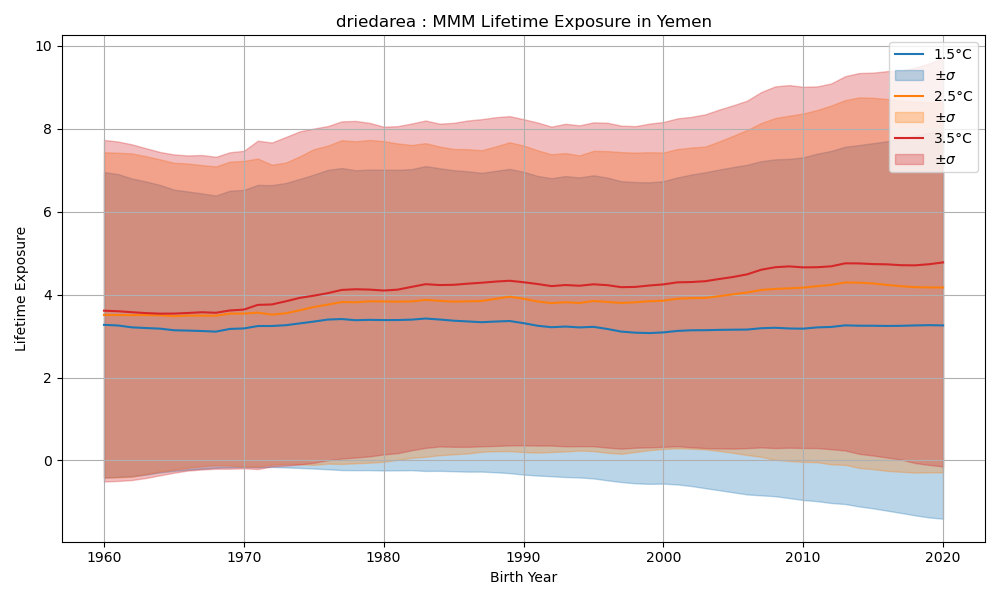 driedarea : MMM Lifetime Exposure in Yemen
10
8
6
4
2
0
Lifetime Exposure
1960
1970
1980
1990
2000
2010
2020
Birth Year
1.5°C
±σ
2.5°C
±σ
3.5°C
±σ